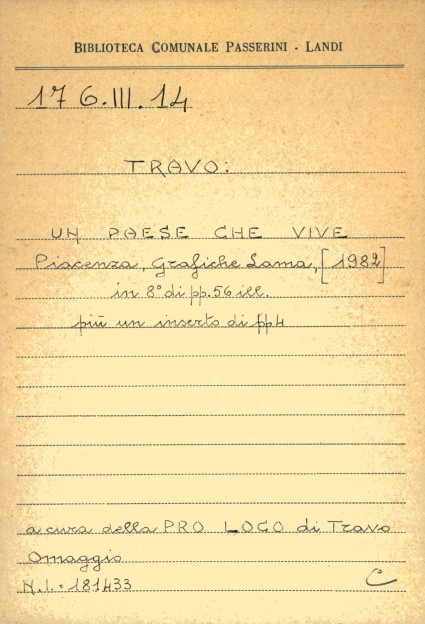 BIBLIOTECA COMUNALE PASSERINI - LANDI
17 6.III.14
TRAVO:
UN PAESE CHE VIVE
Piacenza, Grafiche Lama, [1982]
in 8° di pp. 56 ill.
più un inserto di pp. 4
a cura della PRO LOCO di Travo
Omaggio
N.I. = 181433
C